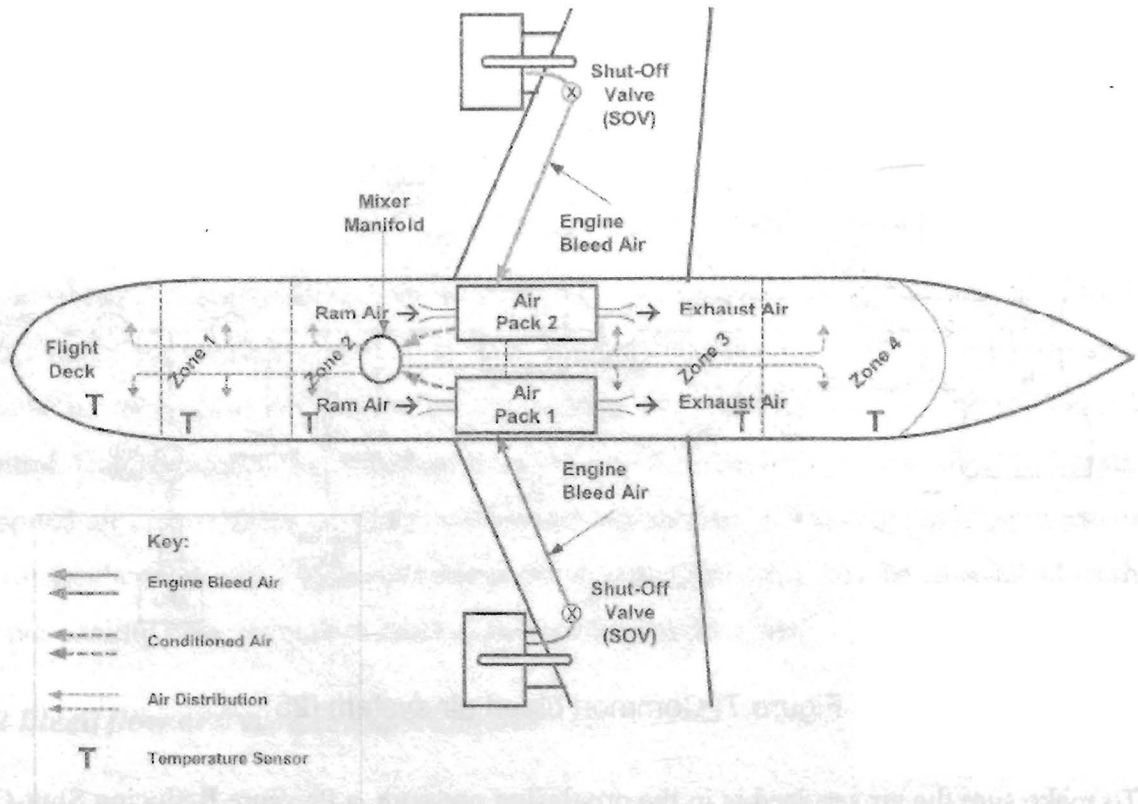 Shut-Off
Valve
(SOV)
Mixer
Manifold
Engine
Bleed Air
Ram Air
Air
Pack 2
Exhaust Air
Flight
Deck
Zone 1
Zone 2
Zone 3
Zone 4
Ram Air
Air
Pack 1
Exhaust Air
T
T
T
T
T
Engine
Bleed Air
Shut-Off
Valve
(SOV)
Key:
Engine Bleed Air
Conditioned Air
Air Distribution
T Temperature Sensor